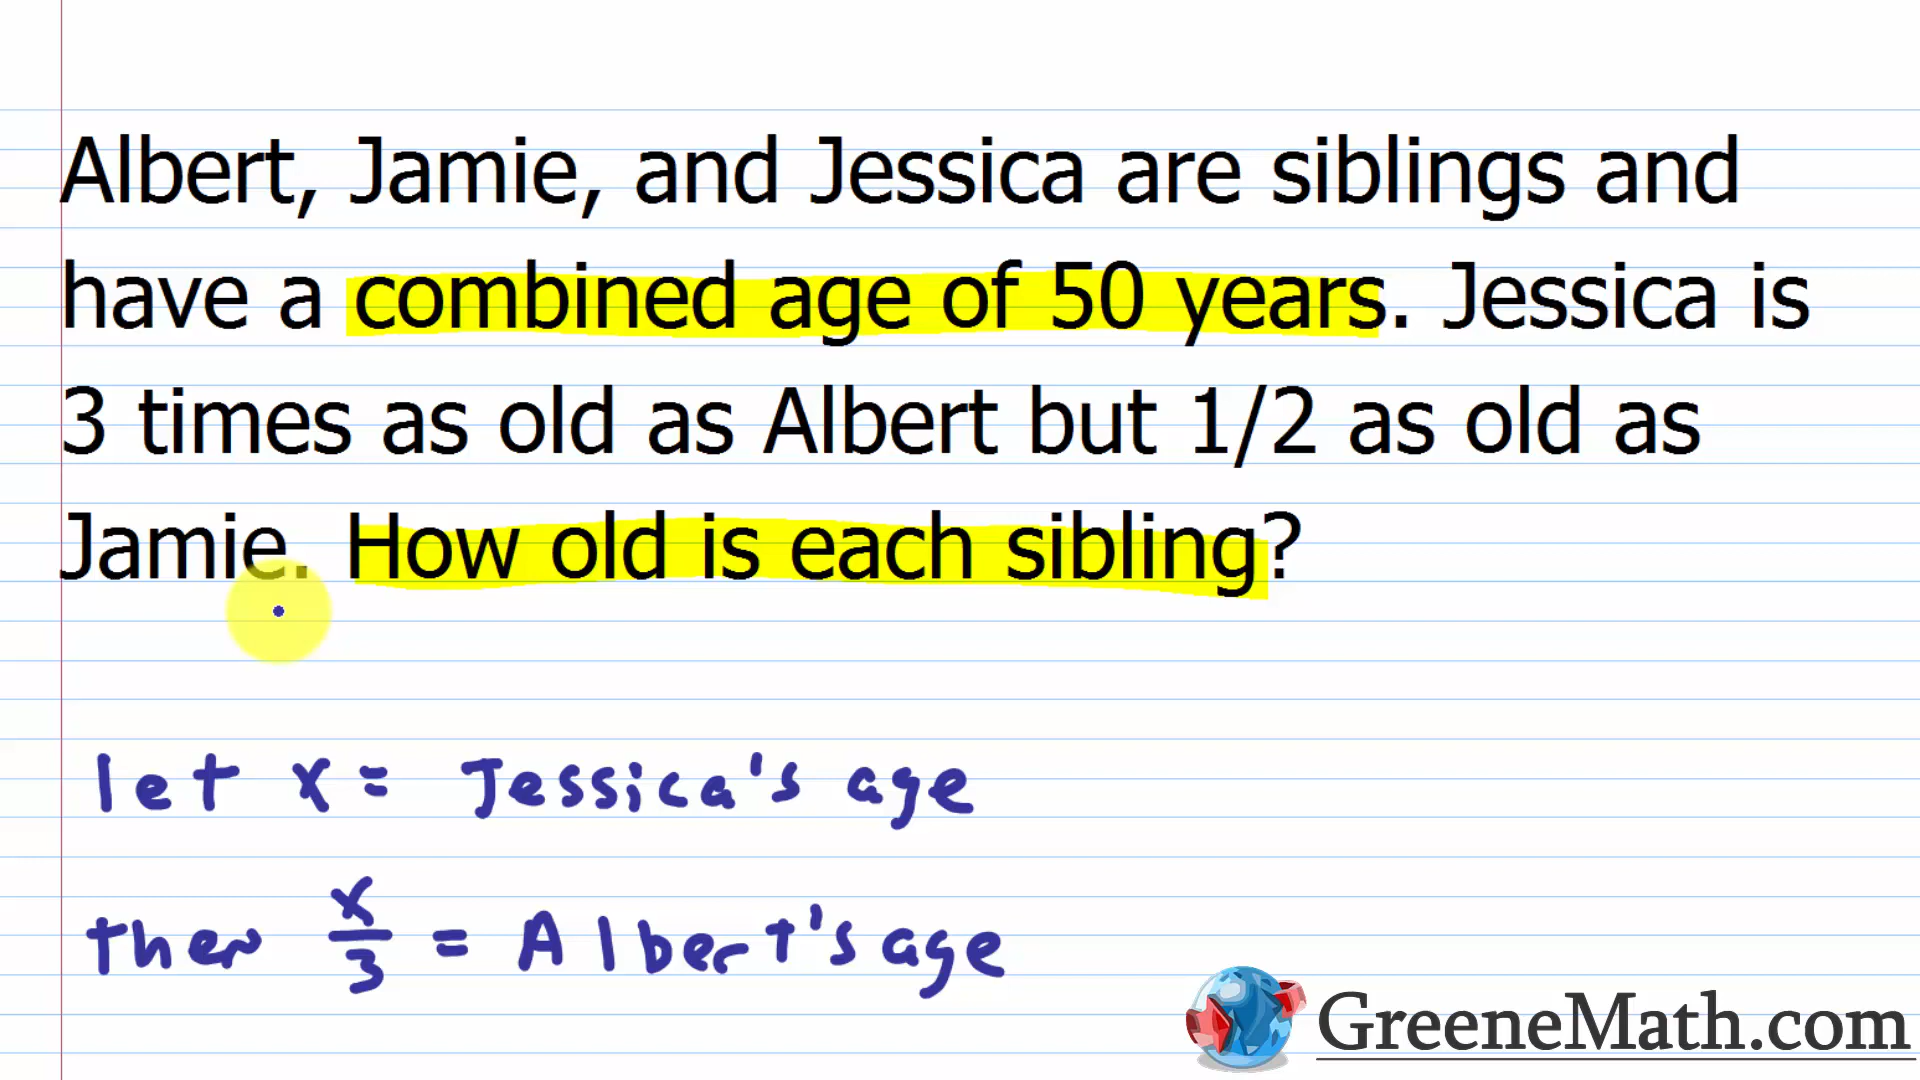 Albert, Jamie, and Jessica are siblings and
have a combined age of 50 years. Jessica is
3 times as old as Albert but 1/2 as old as
Jamie. How old is each sibling?
let x = Jessica's age
then x/3 = Albert's age
GreeneMath.com